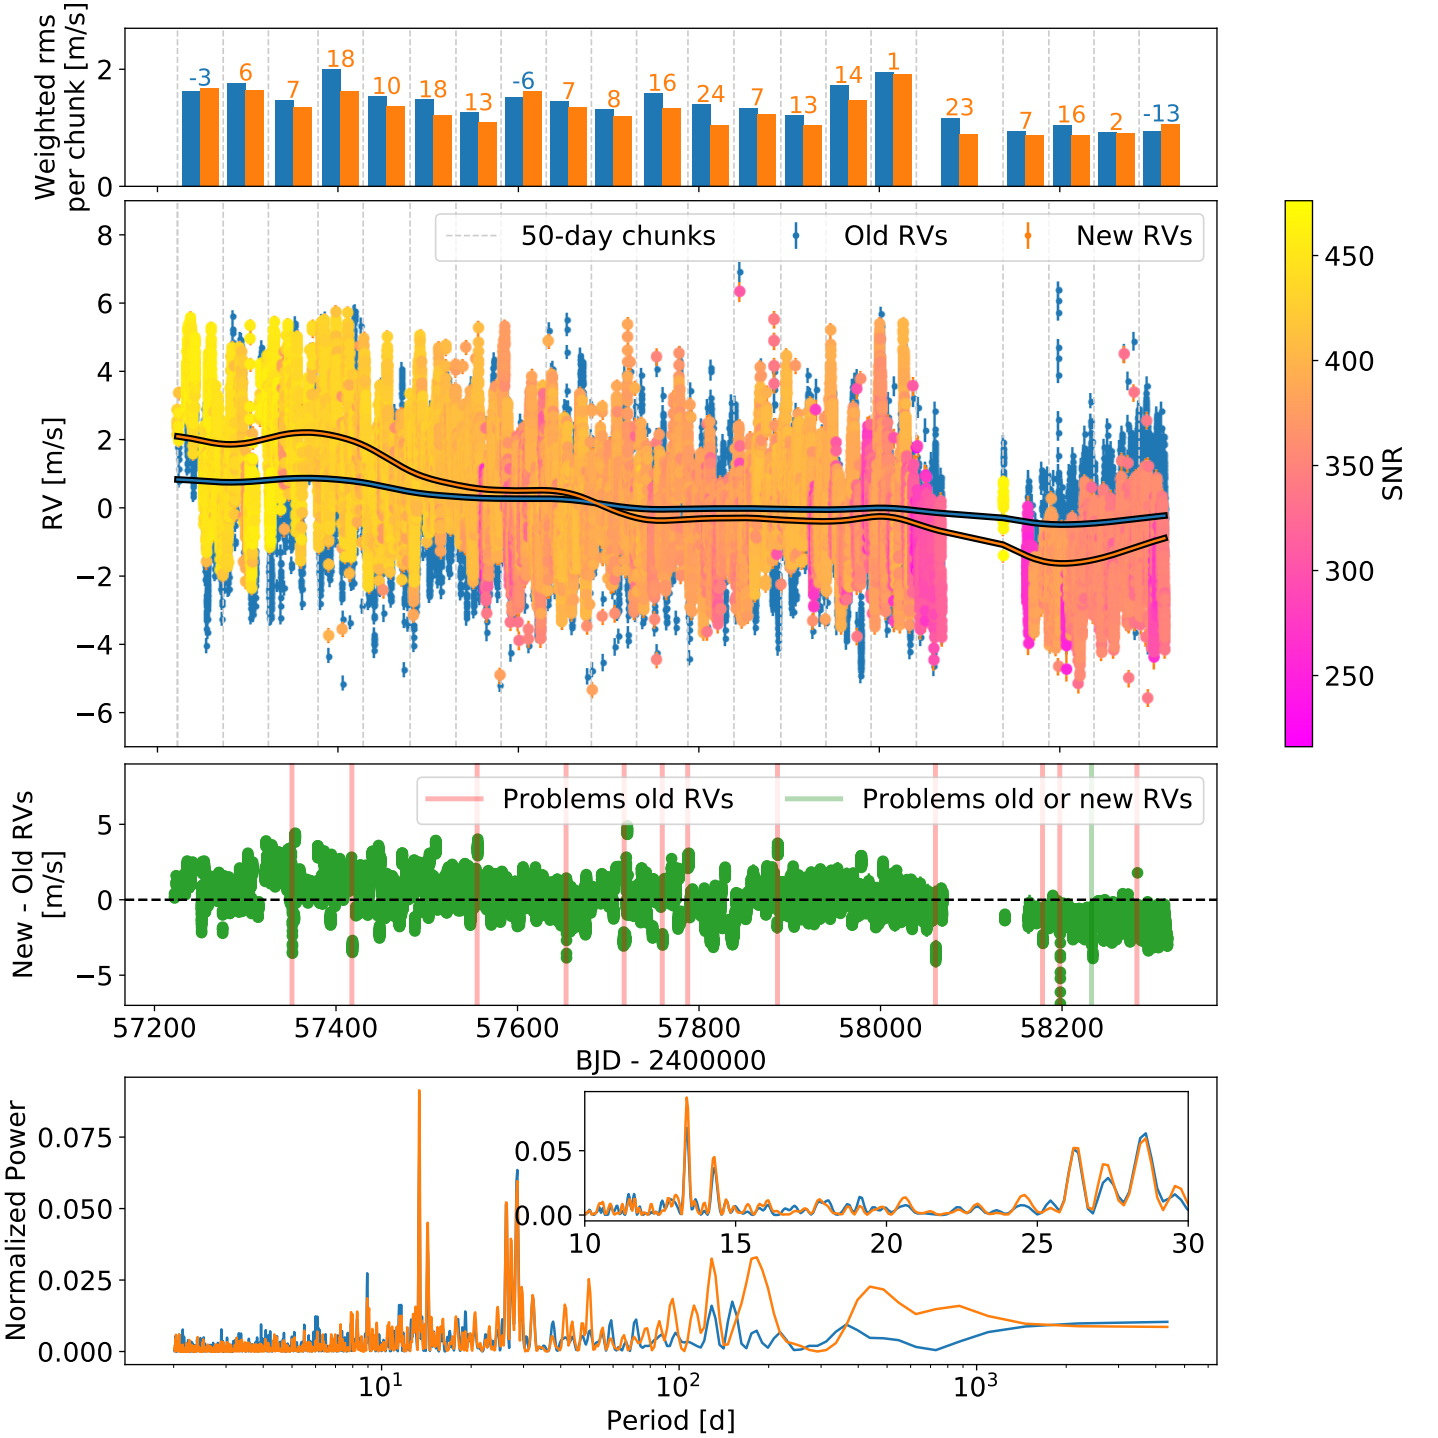 Weighted rms
per chunk [m/s]
2
0
-3 6 7 18 10 18 13 -6 7 8 16 24 7 13 14 1 23 7 16 2 -13
50-day chunks Old RVs New RVs
RV [m/s]
8
6
4
2
0
−2
−4
−6
450
400
350
300
250
SNR
Problems old RVs Problems old or new RVs
New - Old RVs
[m/s]
5
0
−5
57200 57400 57600 57800 58000 58200
BJD - 2400000
Normalized Power
0.075
0.050
0.025
0.000
0.05
0.00
10 15 20 25 30
10¹ 10² 10³
Period [d]